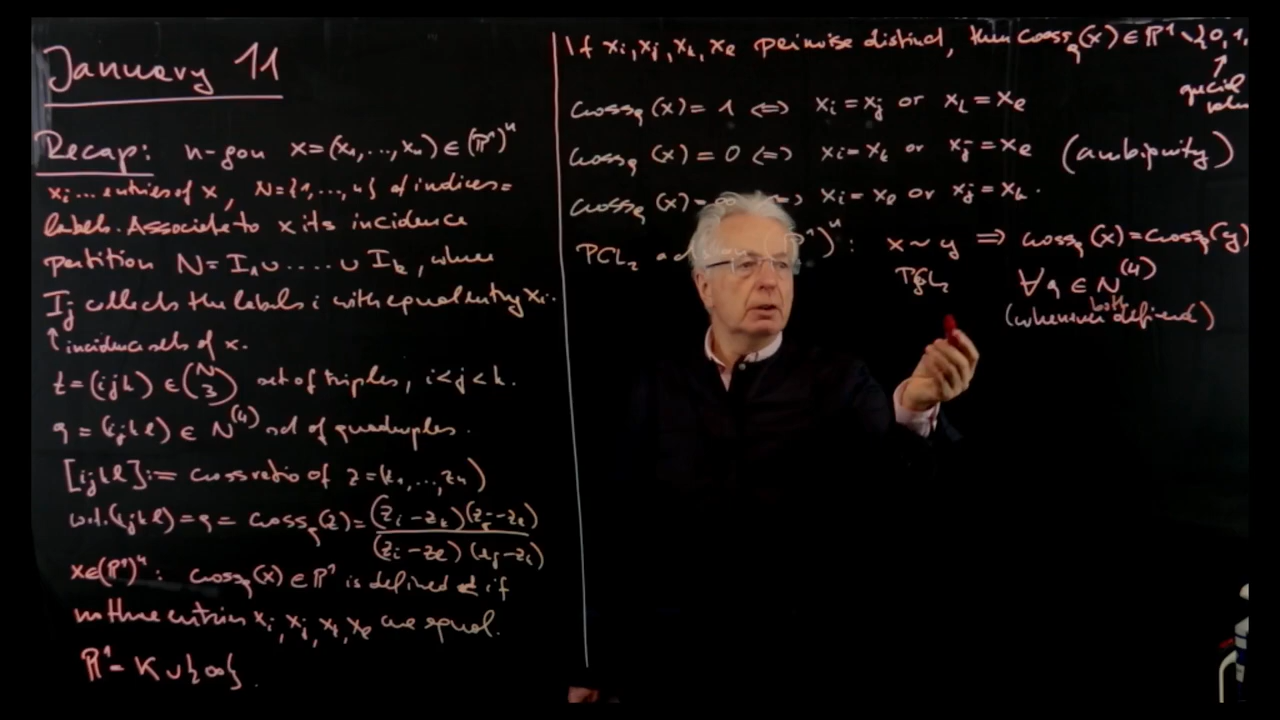 January 11
Recap: n-gon x=(x₁,...,xₙ) ∈ (ℙ¹)ⁿ
xᵢ... entries of x, N={1,...,n} of indices =
labels. Associate to x its incidence
partition N = I₁ ∪ .... ∪ Iₖ, where
Iⱼ collects the labels i with equal entry xᵢ.
↑ incidence sets of x.
t=(ijk) ∈ (N 3) set of triples, i<j<k.
q = (ijkl) ∈ N⁽⁴⁾ set of quadruples.
[ijkl] := cross ratio of z=(z₁,...,zₙ)
w.r.t. (ijkl)=q = cross_q(z) = (zᵢ-zₖ)(zⱼ-zₗ) / (zᵢ-zₗ)(zⱼ-zₖ)
x∈(ℙ¹)ⁿ: cross_q(x) ∈ ℙ¹ is defined if
no three entries xᵢ, xⱼ, xₖ, xₗ are equal.
ℙ¹= K ∪ {∞}.
If xᵢ, xⱼ, xₖ, xₗ pairwise distinct, then cross_q(x) ∈ ℙ¹ \ {0, 1,
↑
special
cross_q(x) = 1 ⇔ xᵢ = xⱼ or xₖ = xₗ
cross_q(x) = 0 ⇔ xᵢ = xₖ or xⱼ = xₗ (ambiguity)
cross_q(x) = ∞ ⇔ xᵢ = xₗ or xⱼ = xₖ.
PGL₂ (ℙ¹)ⁿ: x ~ y ⇒ cross_q(x) = cross_q(y)
PGL₂ ∀ q ∈ N⁽⁴⁾
(whenever both defined)